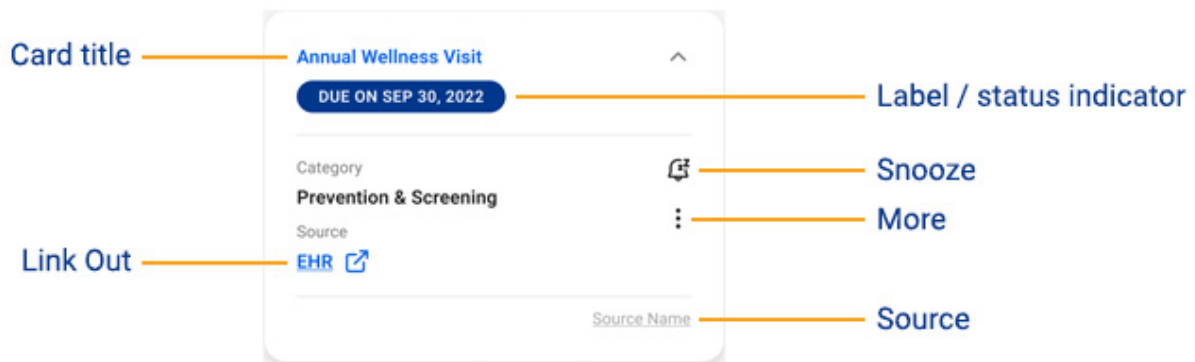 Card title
Annual Wellness Visit
DUE ON SEP 30, 2022
Label / status indicator
Category
Snooze
Prevention & Screening
More
Source
Link Out
EHR
Source Name
Source